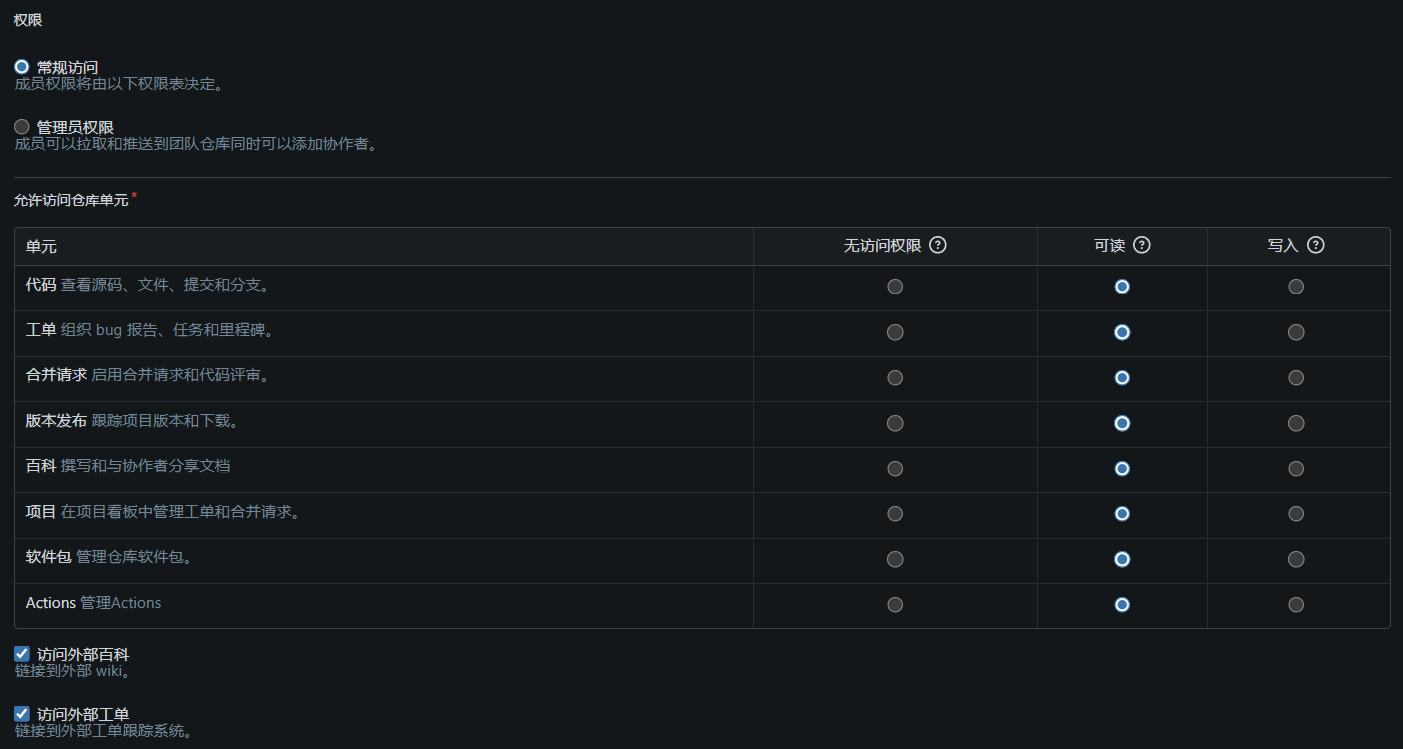 权限
常规访问
成员权限将由以下权限表决定。
管理员权限
成员可以拉取和推送到团队仓库同时可以添加协作者。
允许访问仓库单元*
单元 无访问权限 ? 可读 ? 写入 ?
代码 查看源码、文件、提交和分支。
工单 组织 bug 报告、任务和里程碑。
合并请求 启用合并请求和代码评审。
版本发布 跟踪项目版本和下载。
百科 撰写和与协作者分享文档
项目 在项目看板中管理工单和合并请求。
软件包 管理仓库软件包。
Actions 管理Actions
访问外部百科
链接到外部 wiki。
访问外部工单
链接到外部工单跟踪系统。